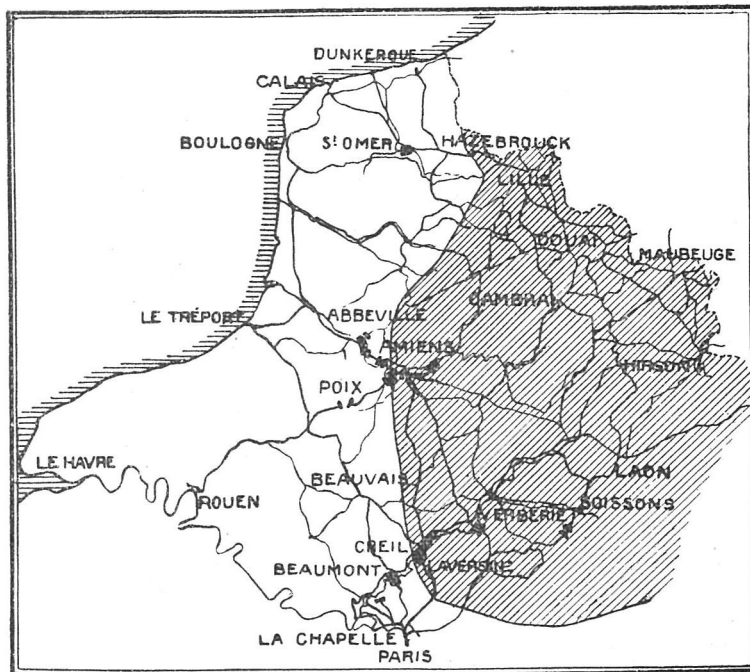 DUNKERQUE
CALAIS
BOULOGNE
St OMER
HAZEBROUCK
LILLE
DOUAI
MAUBEUGE
CAMBRAI
LE TRÉPORT
ABBEVILLE
AMIENS
HIRSON
POIX
LE HAVRE
ROUEN
BEAUVAIS
LAON
VERBERIE
SOISSONS
CREIL
LAVERSINE
BEAUMONT
LA CHAPELLE
PARIS